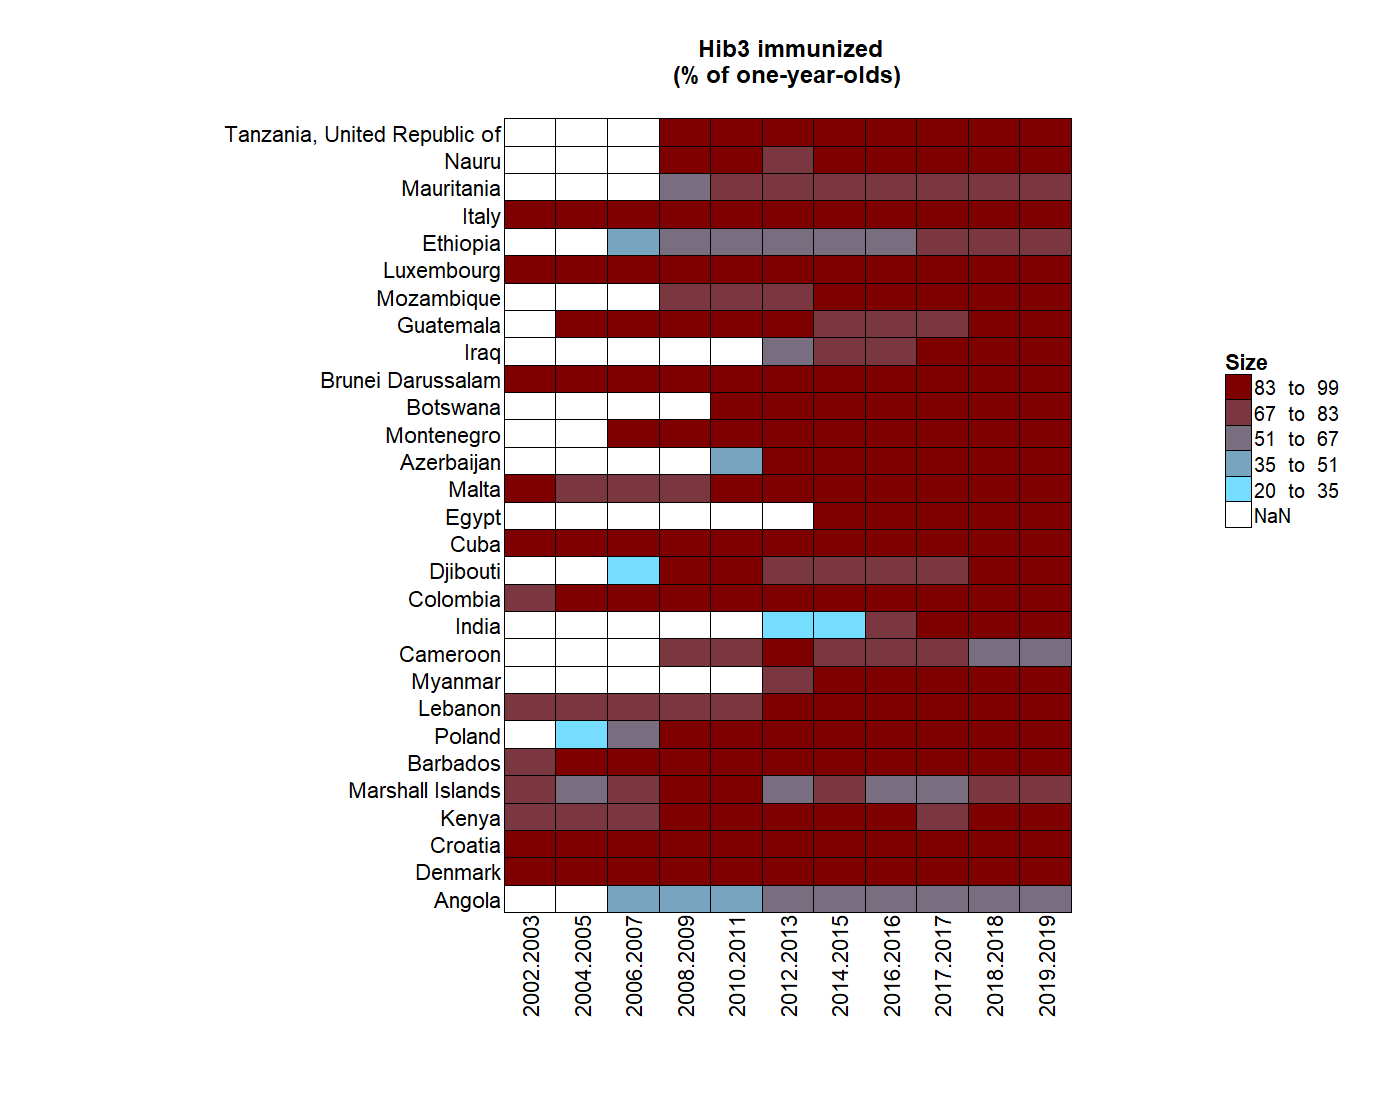 Hib3 immunized
(% of one-year-olds)
Tanzania, United Republic of
Nauru
Mauritania
Italy
Ethiopia
Luxembourg
Mozambique
Guatemala
Iraq
Brunei Darussalam
Botswana
Montenegro
Azerbaijan
Malta
Egypt
Cuba
Djibouti
Colombia
India
Cameroon
Myanmar
Lebanon
Poland
Barbados
Marshall Islands
Kenya
Croatia
Denmark
Angola
2002.2003
2004.2005
2006.2007
2008.2009
2010.2011
2012.2013
2014.2015
2016.2016
2017.2017
2018.2018
2019.2019
Size
83 to 99
67 to 83
51 to 67
35 to 51
20 to 35
NaN